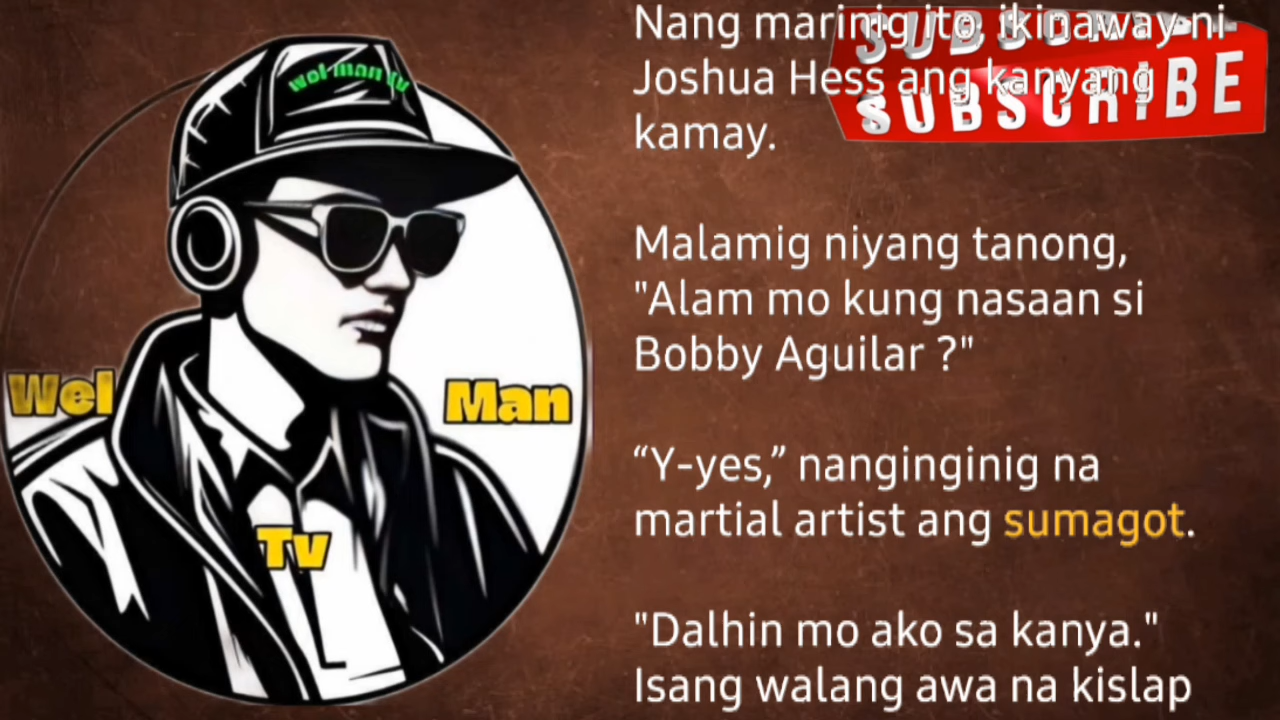 wel man tv
Wel
Man
Tv
SUBSCRIBE
SUBSCRIBE
Nang marinig ito, ikinaway ni
Joshua Hess ang kanyang
kamay.
Malamig niyang tanong,
"Alam mo kung nasaan si
Bobby Aguilar ?"
“Y-yes,” nanginginig na
martial artist ang sumagot.
"Dalhin mo ako sa kanya."
Isang walang awa na kislap